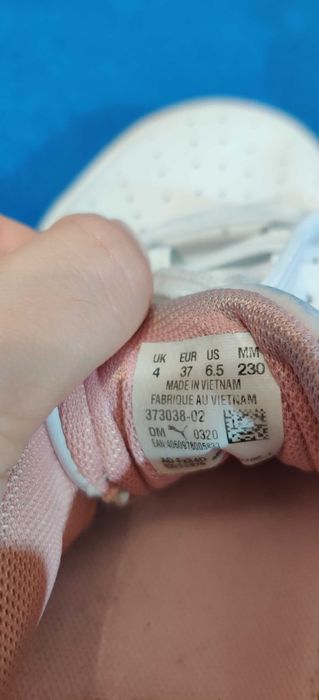 UK EUR US MM
4 37 6.5 230
MADE IN VIETNAM
FABRIQUE AU VIETNAM
373038-02
DM 0320